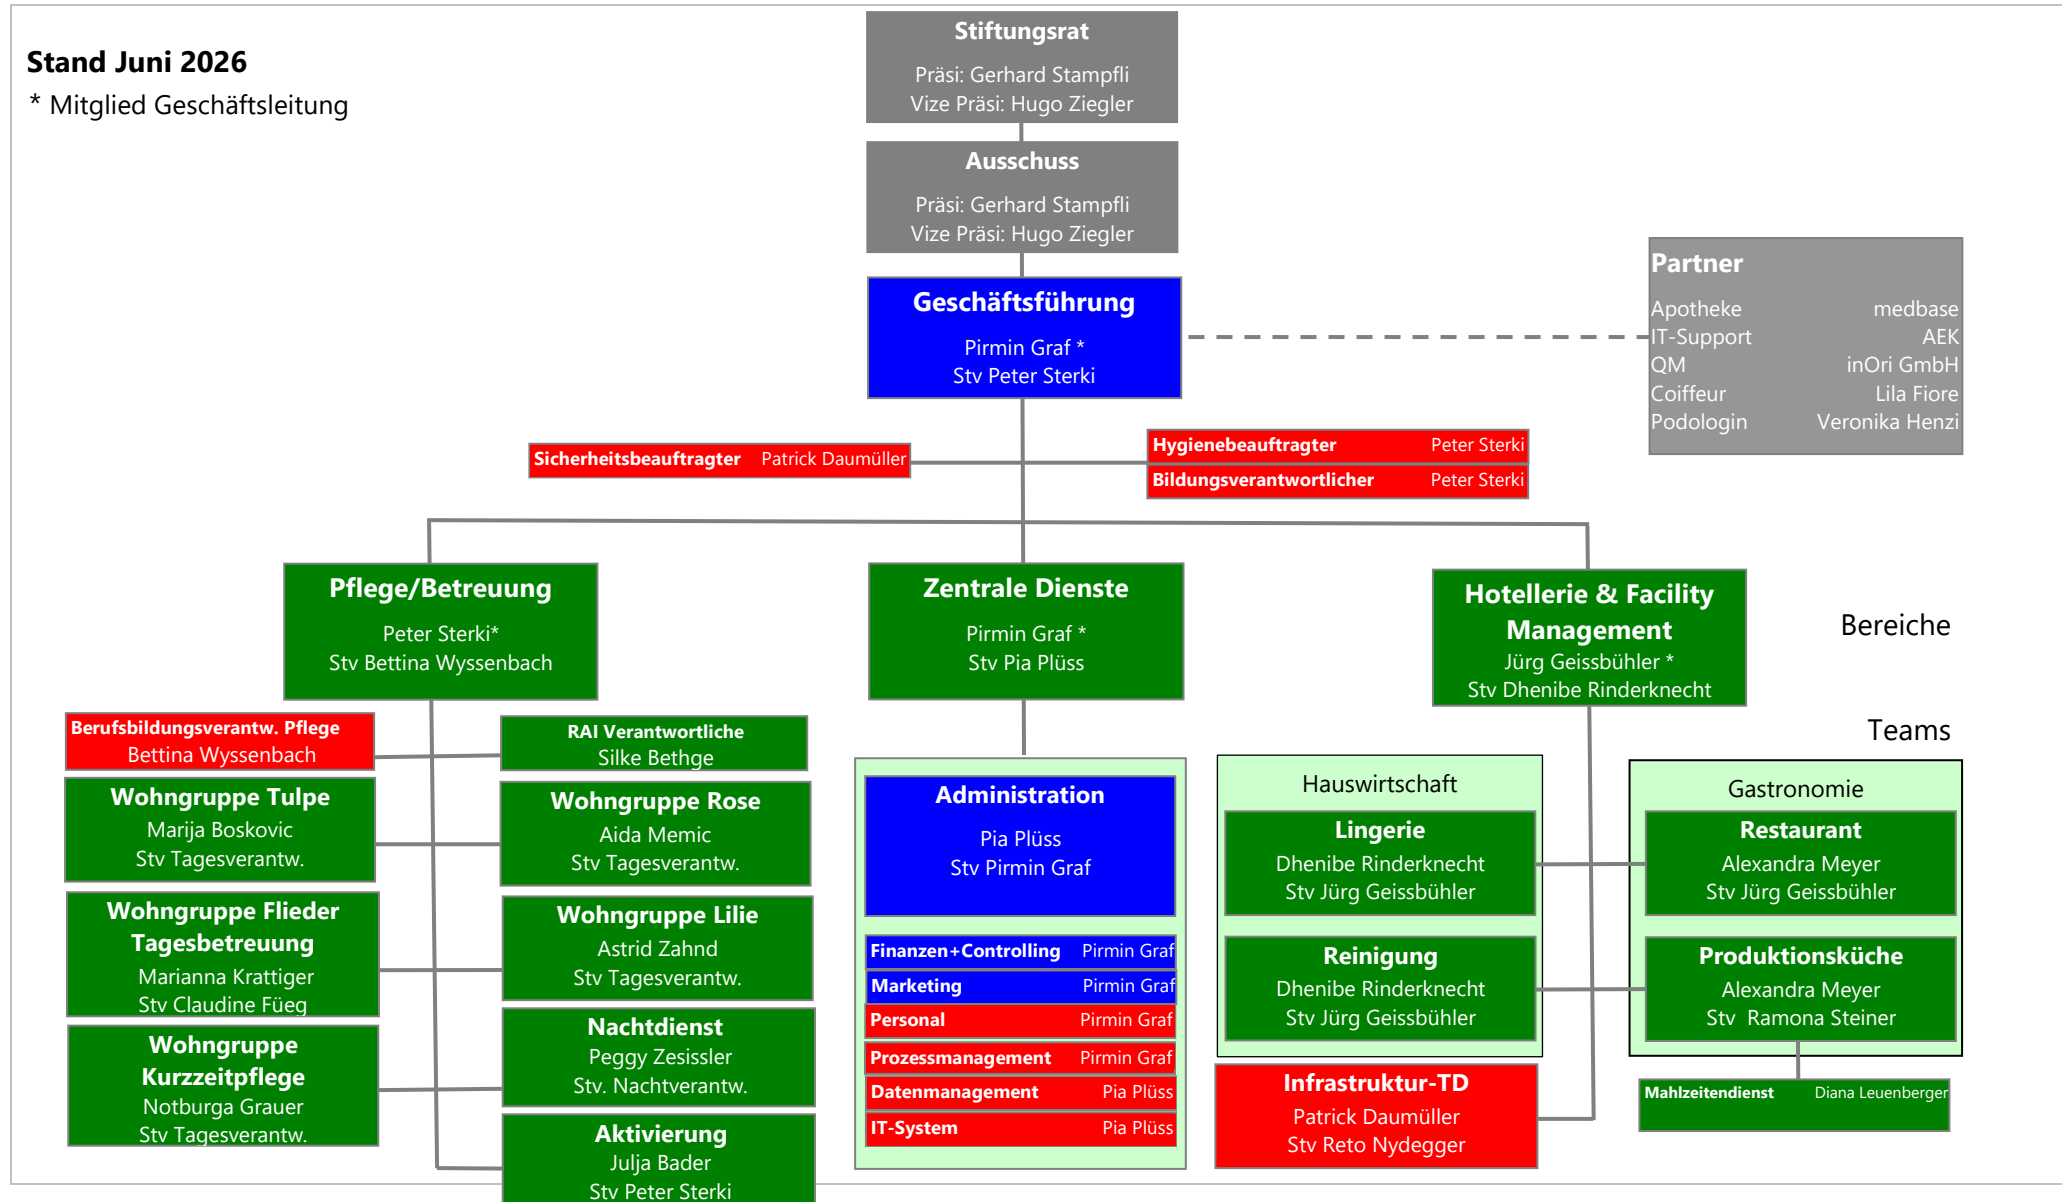 Stand Juni 2026
* Mitglied Geschäftsleitung
Stiftungsrat
Präsi: Gerhard Stampfli
Vize Präsi: Hugo Ziegler
Ausschuss
Präsi: Gerhard Stampfli
Vize Präsi: Hugo Ziegler
Geschäftsführung
Pirmin Graf *
Stv Peter Sterki
Partner
Apotheke medbase
IT-Support AEK
QM inOri GmbH
Coiffeur Lila Fiore
Podologin Veronika Henzi
Sicherheitsbeauftragter Patrick Daumüller
Hygienebeauftragter Peter Sterki
Bildungsverantwortlicher Peter Sterki
Pflege/Betreuung
Peter Sterki*
Stv Bettina Wyssenbach
Zentrale Dienste
Pirmin Graf *
Stv Pia Plüss
Hotellerie & Facility
Management
Jürg Geissbühler *
Stv Dhenibe Rinderknecht
Bereiche
Teams
Berufsbildungsverantw. Pflege
Bettina Wyssenbach
RAI Verantwortliche
Silke Bethge
Wohngruppe Tulpe
Marija Boskovic
Stv Tagesverantw.
Wohngruppe Rose
Aida Memic
Stv Tagesverantw.
Wohngruppe Flieder
Tagesbetreuung
Marianna Krattiger
Stv Claudine Füeg
Wohngruppe Lilie
Astrid Zahnd
Stv Tagesverantw.
Wohngruppe
Kurzzeitpflege
Notburga Grauer
Stv Tagesverantw.
Nachtdienst
Peggy Zesissler
Stv. Nachtverantw.
Aktivierung
Julja Bader
Stv Peter Sterki
Administration
Pia Plüss
Stv Pirmin Graf
Finanzen+Controlling Pirmin Graf
Marketing Pirmin Graf
Personal Pirmin Graf
Prozessmanagement Pirmin Graf
Datenmanagement Pia Plüss
IT-System Pia Plüss
Hauswirtschaft
Lingerie
Dhenibe Rinderknecht
Stv Jürg Geissbühler
Reinigung
Dhenibe Rinderknecht
Stv Jürg Geissbühler
Infrastruktur-TD
Patrick Daumüller
Stv Reto Nydegger
Gastronomie
Restaurant
Alexandra Meyer
Stv Jürg Geissbühler
Produktionsküche
Alexandra Meyer
Stv Ramona Steiner
Mahlzeitendienst Diana Leuenberger